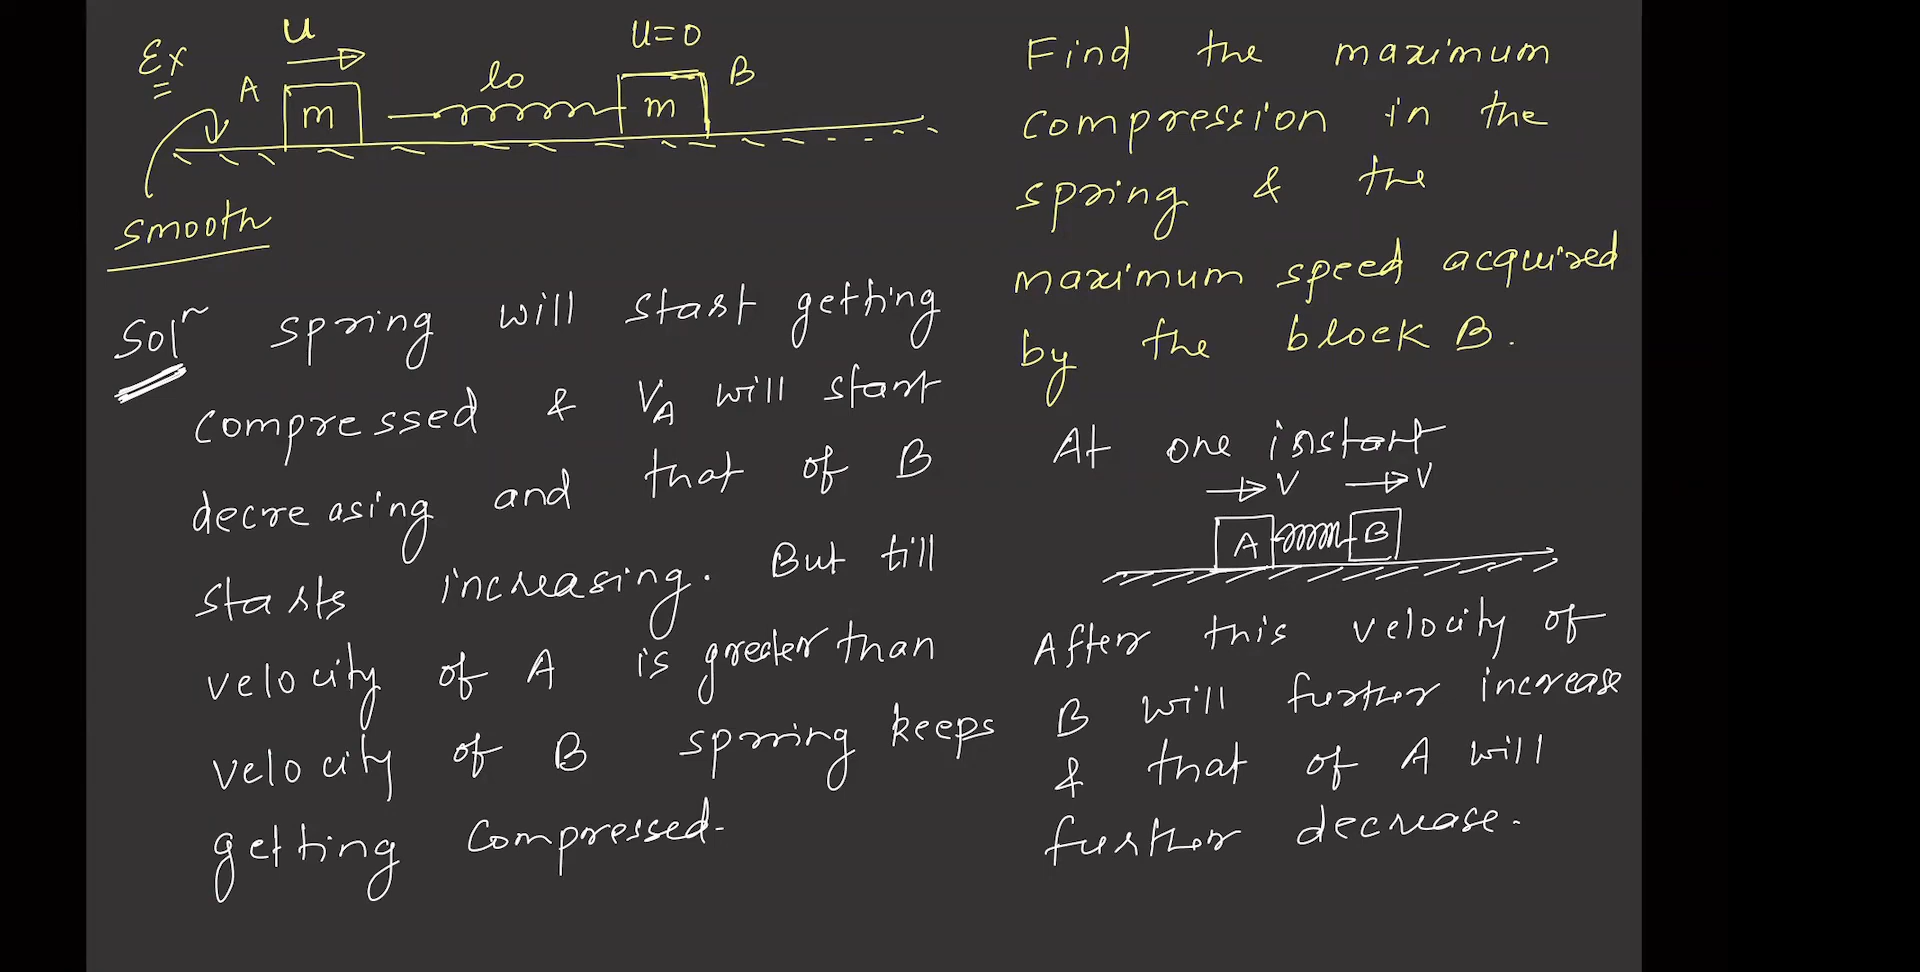 Ex
u
A
m
lo
u=0
m
B
smooth
Find the maximum
compression in the
spring & the
maximum speed acquired
by the block B.
Solⁿ spring will start getting
compressed & VA will start
decreasing and that of B
starts increasing. But till
velocity of A is greater than
velocity of B spring keeps
getting compressed.
At one instant
V V
A B
After this velocity of
B will further increase
& that of A will
further decrease.